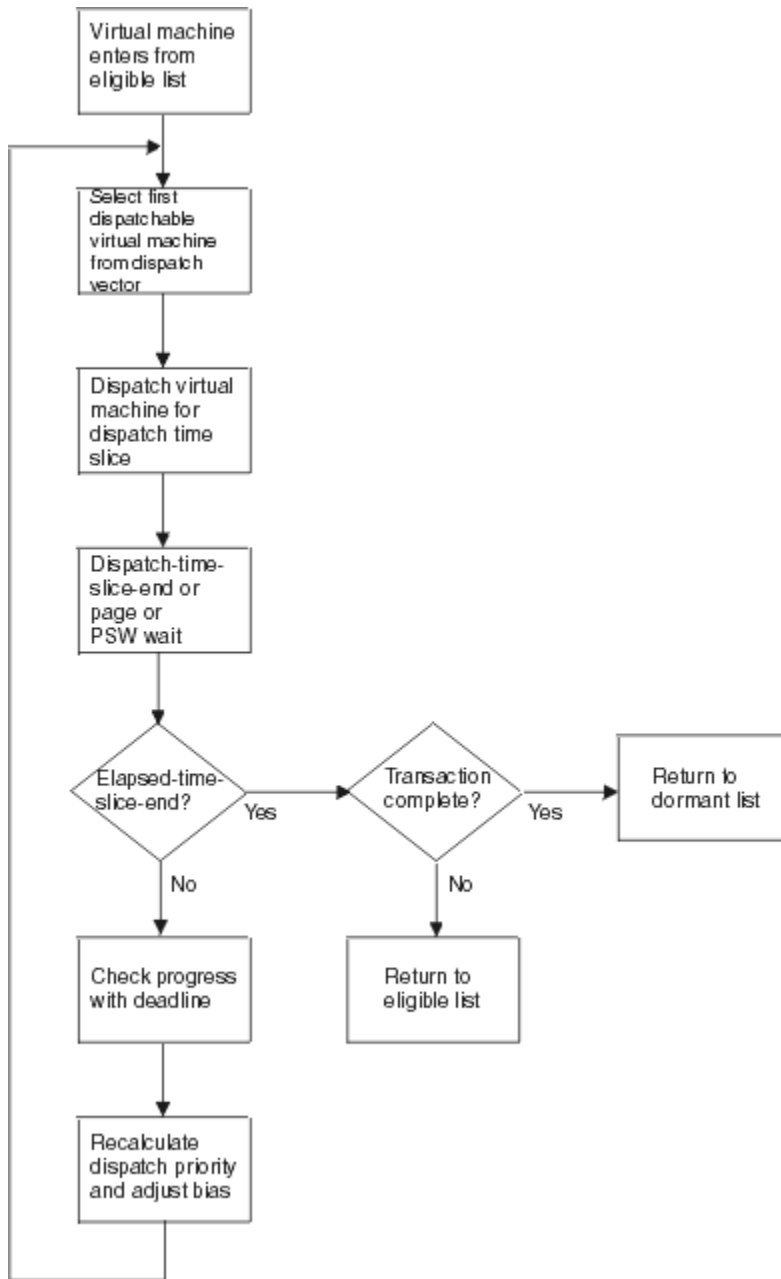 Virtual machine
enters from
eligible list
Select first
dispatchable
virtual machine
from dispatch
vector
Dispatch virtual
machine for
dispatch time
slice
Dispatch-time-
slice-end or
page or
PSW wait
Elapsed-time-
slice-end?
Yes
Transaction
complete?
Yes
Return to
dormant list
No
No
Check progress
with deadline
Return to
eligible list
Recalculate
dispatch priority
and adjust bias